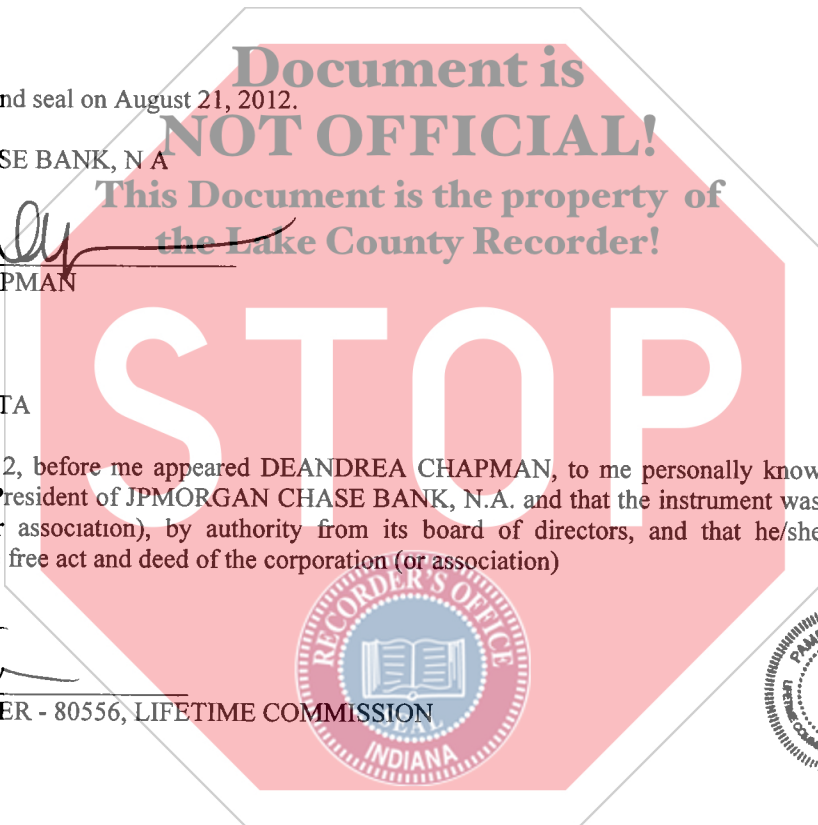 Document is
nd seal on August 21, 2012.
NOT OFFICIAL!
SE BANK, N A
This Document is the property of
the Lake County Recorder!
PMAN
STOP
TA
2, before me appeared DEANDREA CHAPMAN, to me personally know
resident of JPMORGAN CHASE BANK, N.A. and that the instrument was
r association), by authority from its board of directors, and that he/she
free act and deed of the corporation (or association)
RECORDER'S OFFICE
SEAL
INDIANA
ER - 80556, LIFETIME COMMISSION